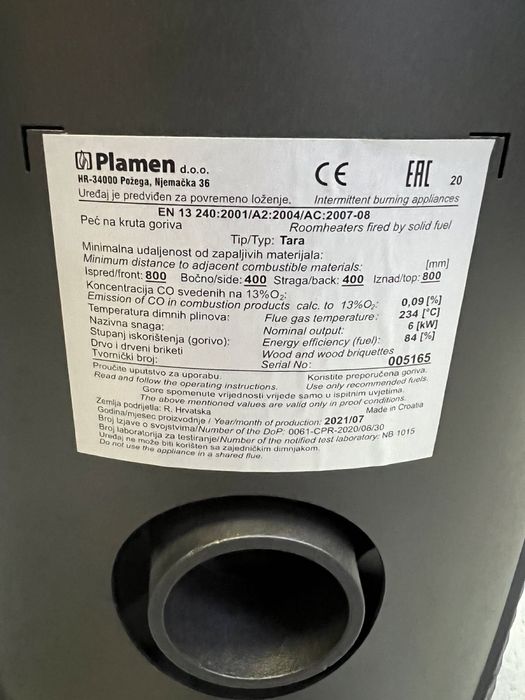 Plamen d.o.o.
HR-34000 Požega, Njemačka 36
CE EAC 20
Uređaj je predviđen za povremeno loženje. Intermittent burning appliances
EN 13 240:2001/A2:2004/AC:2007-08
Peć na kruta goriva Roomheaters fired by solid fuel
Tip/Typ: Tara
Minimalna udaljenost od zapaljivih materijala:
Minimum distance to adjacent combustible materials: [mm]
Ispred/front: 800 Bočno/side: 400 Straga/back: 400 Iznad/top: 800
Koncentracija CO svedenih na 13%O2:
Emission of CO in combustion products calc. to 13%O2: 0,09 [%]
Temperatura dimnih plinova: Flue gas temperature: 234 [°C]
Nazivna snaga: Nominal output: 6 [kW]
Stupanj iskorištenja (gorivo): Energy efficiency (fuel): 84 [%]
Drvo i drveni briketi Wood and wood briquettes
Tvornički broj: Serial No: 005165
Proučite uputstvo za uporabu. Koristite preporučena goriva.
Read and follow the operating instructions. Use only recommended fuels.
Gore spomenute vrijednosti vrijede samo u ispitnim uvjetima.
The above mentioned values are valid only in proof conditions.
Zemlja podrijetla: R. Hrvatska Made in Croatia
Godina/mjesec proizvodnje / Year/month of production: 2021/07
Broj Izjave o svojstvima/Number of the DoP: 0061-CPR-2020/08/30
Broj laboratorija za testiranje/Number of the notified test laboratory: NB 1015
Uređaj ne može biti korišten sa zajedničkim dimnjakom.
Do not use the appliance in a shared flue.